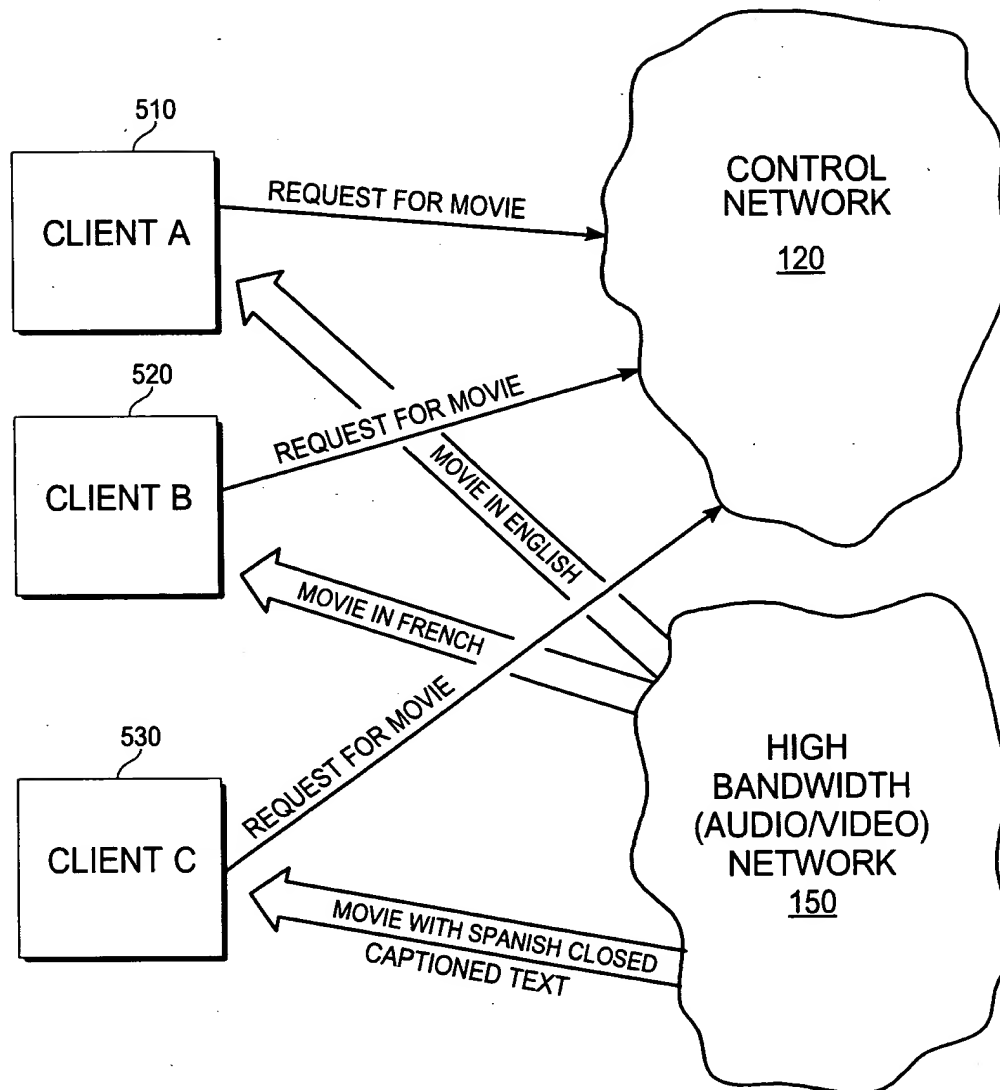 510
CLIENT A
REQUEST FOR MOVIE
CONTROL
NETWORK
120
520
CLIENT B
REQUEST FOR MOVIE
MOVIE IN ENGLISH
MOVIE IN FRENCH
530
CLIENT C
REQUEST FOR MOVIE
MOVIE WITH SPANISH CLOSED
CAPTIONED TEXT
HIGH
BANDWIDTH
(AUDIO/VIDEO)
NETWORK
150